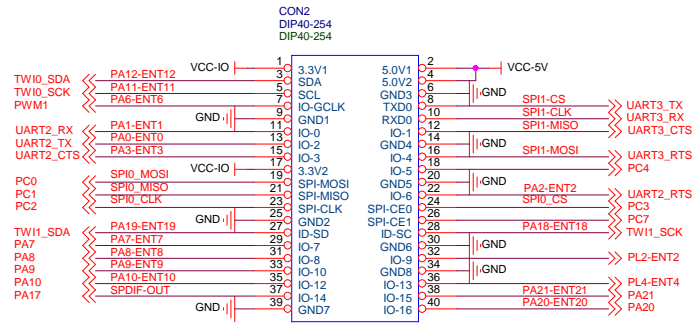 CON2
DIP40-254
DIP40-254
VCC-IO 1 3.3V1 5.0V1 2 VCC-5V
TWI0_SDA PA12-ENT12 3 SDA 5.0V2 4
TWI0_SCK PA11-ENT11 5 SCL GND3 6 GND
PWM1 PA6-ENT6 7 IO-GCLK TXD0 8 SPI1-CS UART3_TX
GND 9 GND1 RXD0 10 SPI1-CLK UART3_RX
UART2_RX PA1-ENT1 11 IO-0 IO-1 12 SPI1-MISO UART3_CTS
UART2_TX PA0-ENT0 13 IO-2 GND4 14 GND
UART2_CTS PA3-ENT3 15 IO-3 IO-4 16 SPI1-MOSI UART3_RTS
VCC-IO 17 3.3V2 IO-5 18 PC4
PC0 SPI0_MOSI 19 SPI-MOSI GND5 20 GND
PC1 SPI0_MISO 21 SPI-MISO IO-6 22 PA2-ENT2 UART2_RTS
PC2 SPI0_CLK 23 SPI-CLK SPI-CE0 24 SPI0_CS PC3
GND 25 GND2 SPI-CE1 26 PC7
TWI1_SDA PA19-ENT19 27 ID-SD ID-SC 28 PA18-ENT18 TWI1_SCK
PA7 PA7-ENT7 29 IO-7 GND6 30 GND
PA8 PA8-ENT8 31 IO-8 IO-9 32 PL2-ENT2
PA9 PA9-ENT9 33 IO-10 GND8 34 GND
PA10 PA10-ENT10 35 IO-12 IO-13 36 PL4-ENT4
PA17 SPDIF-OUT 37 IO-14 IO-15 38 PA21-ENT21 PA21
GND 39 GND7 IO-16 40 PA20-ENT20 PA20